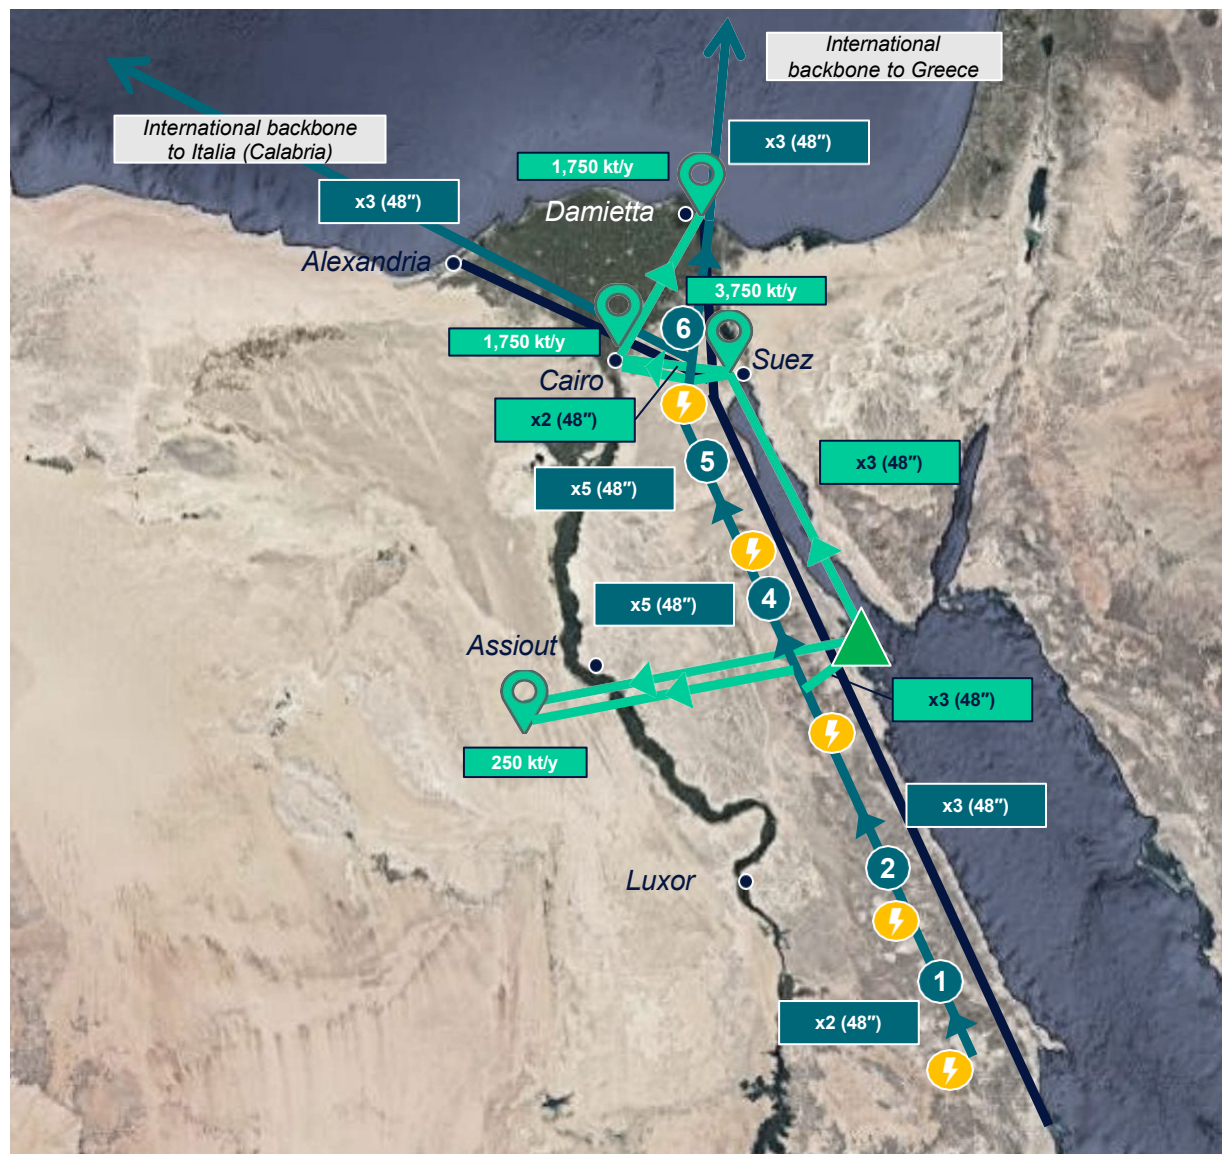 International
backbone to Greece
International backbone
to Italia (Calabria)
x3 (48″)
1,750 kt/y
x3 (48″)
Damietta
Alexandria
3,750 kt/y
6
1,750 kt/y
Suez
Cairo
x2 (48″)
5
x3 (48″)
x5 (48″)
4
x5 (48″)
Assiout
x3 (48″)
250 kt/y
x3 (48″)
2
Luxor
1
x2 (48″)